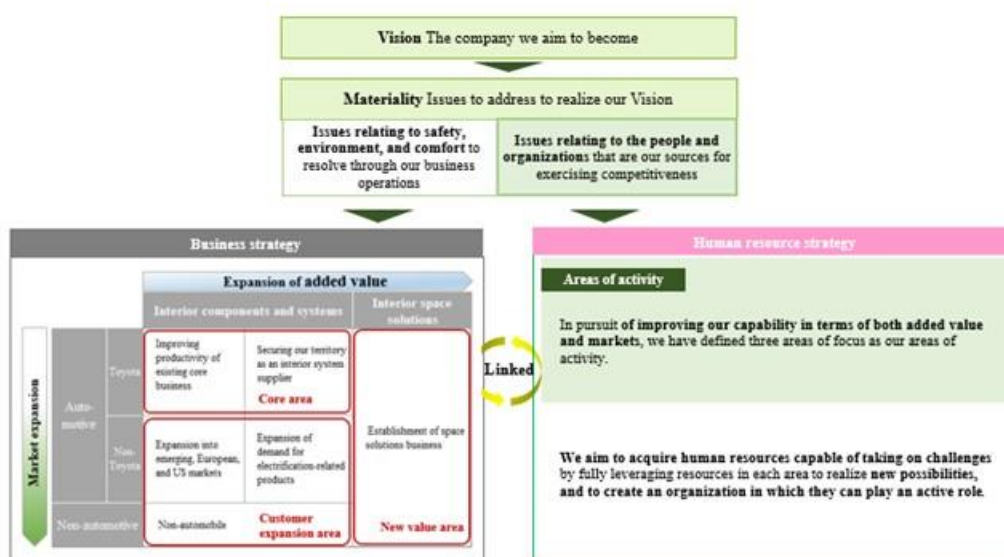 Vision The company we aim to become
Materiality Issues to address to realize our Vision
Issues relating to safety,
environment, and comfort to
resolve through our business
operations
Issues relating to the people and
organizations that are our sources for
exercising competitiveness
Business strategy
Expansion of added value
Interior components and systems
Interior space
solutions
Market expansion
Auto-
motive
Toyota
Improving
productivity of
existing core
business
Securing our territory
as an interior system
supplier
Core area
Non-
Toyota
Expansion into
emerging, European,
and US markets
Expansion of
demand for
electrification-related
products
Establishment of space
solutions business
Non-automotive
Non-automobile
Customer
expansion area
New value area
Linked
Human resource strategy
Areas of activity
In pursuit of improving our capability in terms of both added value
and markets, we have defined three areas of focus as our areas of
activity.
We aim to acquire human resources capable of taking on challenges
by fully leveraging resources in each area to realize new possibilities,
and to create an organization in which they can play an active role.